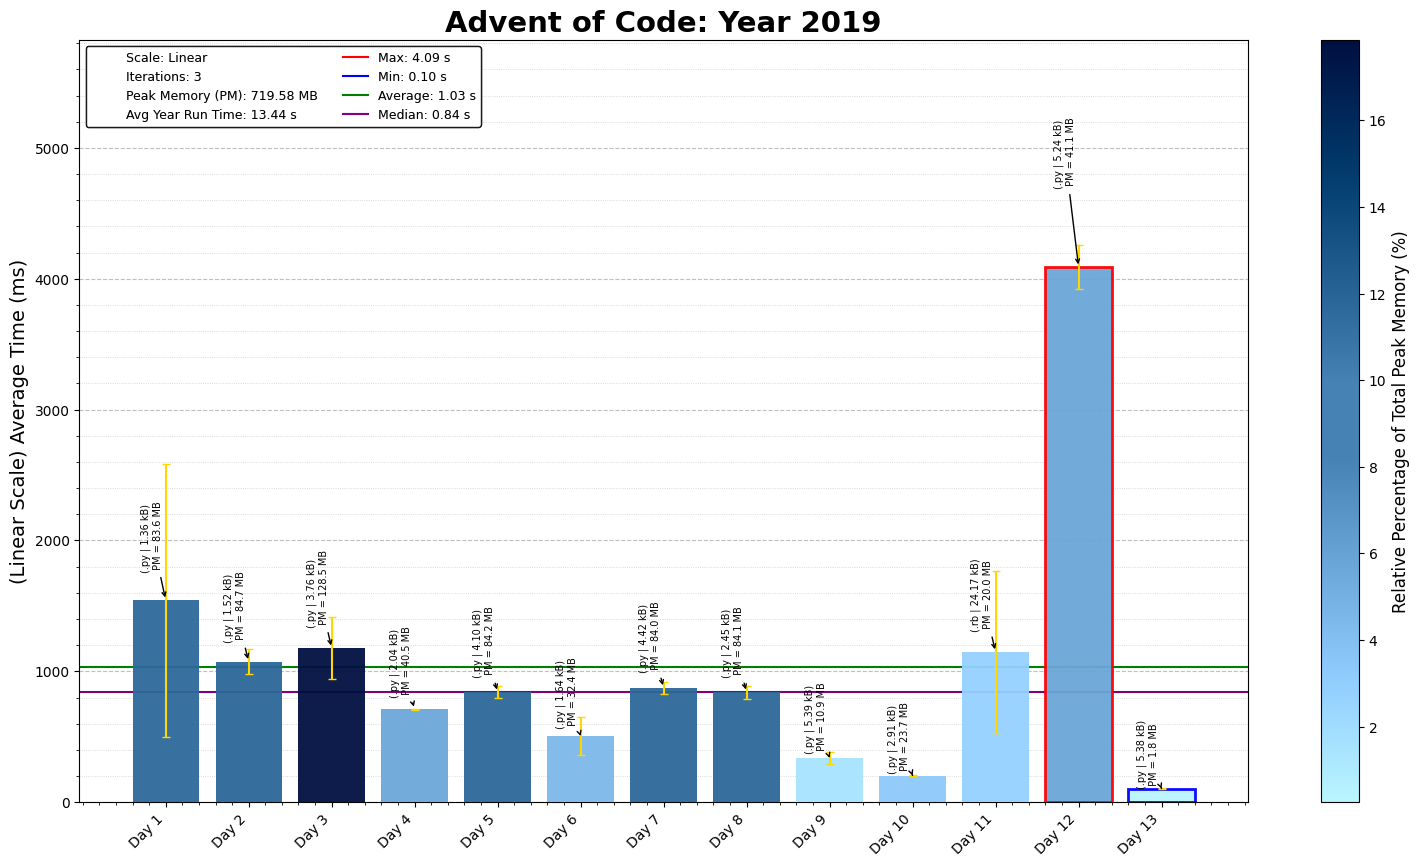 Advent of Code: Year 2019
Scale: Linear
Iterations: 3
Peak Memory (PM): 719.58 MB
Avg Year Run Time: 13.44 s
Max: 4.09 s
Min: 0.10 s
Average: 1.03 s
Median: 0.84 s
(Linear Scale) Average Time (ms)
5000
4000
3000
2000
1000
0
(.py | 1.36 kB)
PM = 83.6 MB
(.py | 1.52 kB)
PM = 84.7 MB
(.py | 3.76 kB)
PM = 128.5 MB
(.py | 2.04 kB)
PM = 40.5 MB
(.py | 4.10 kB)
PM = 84.2 MB
(.py | 1.64 kB)
PM = 32.4 MB
(.py | 4.42 kB)
PM = 84.0 MB
(.py | 2.45 kB)
PM = 84.1 MB
(.py | 5.39 kB)
PM = 10.9 MB
(.py | 2.91 kB)
PM = 23.7 MB
(.rb | 24.17 kB)
PM = 20.0 MB
(.py | 5.24 kB)
PM = 41.1 MB
(.py | 5.38 kB)
PM = 1.8 MB
Day 1
Day 2
Day 3
Day 4
Day 5
Day 6
Day 7
Day 8
Day 9
Day 10
Day 11
Day 12
Day 13
16
14
12
10
8
6
4
2
Relative Percentage of Total Peak Memory (%)